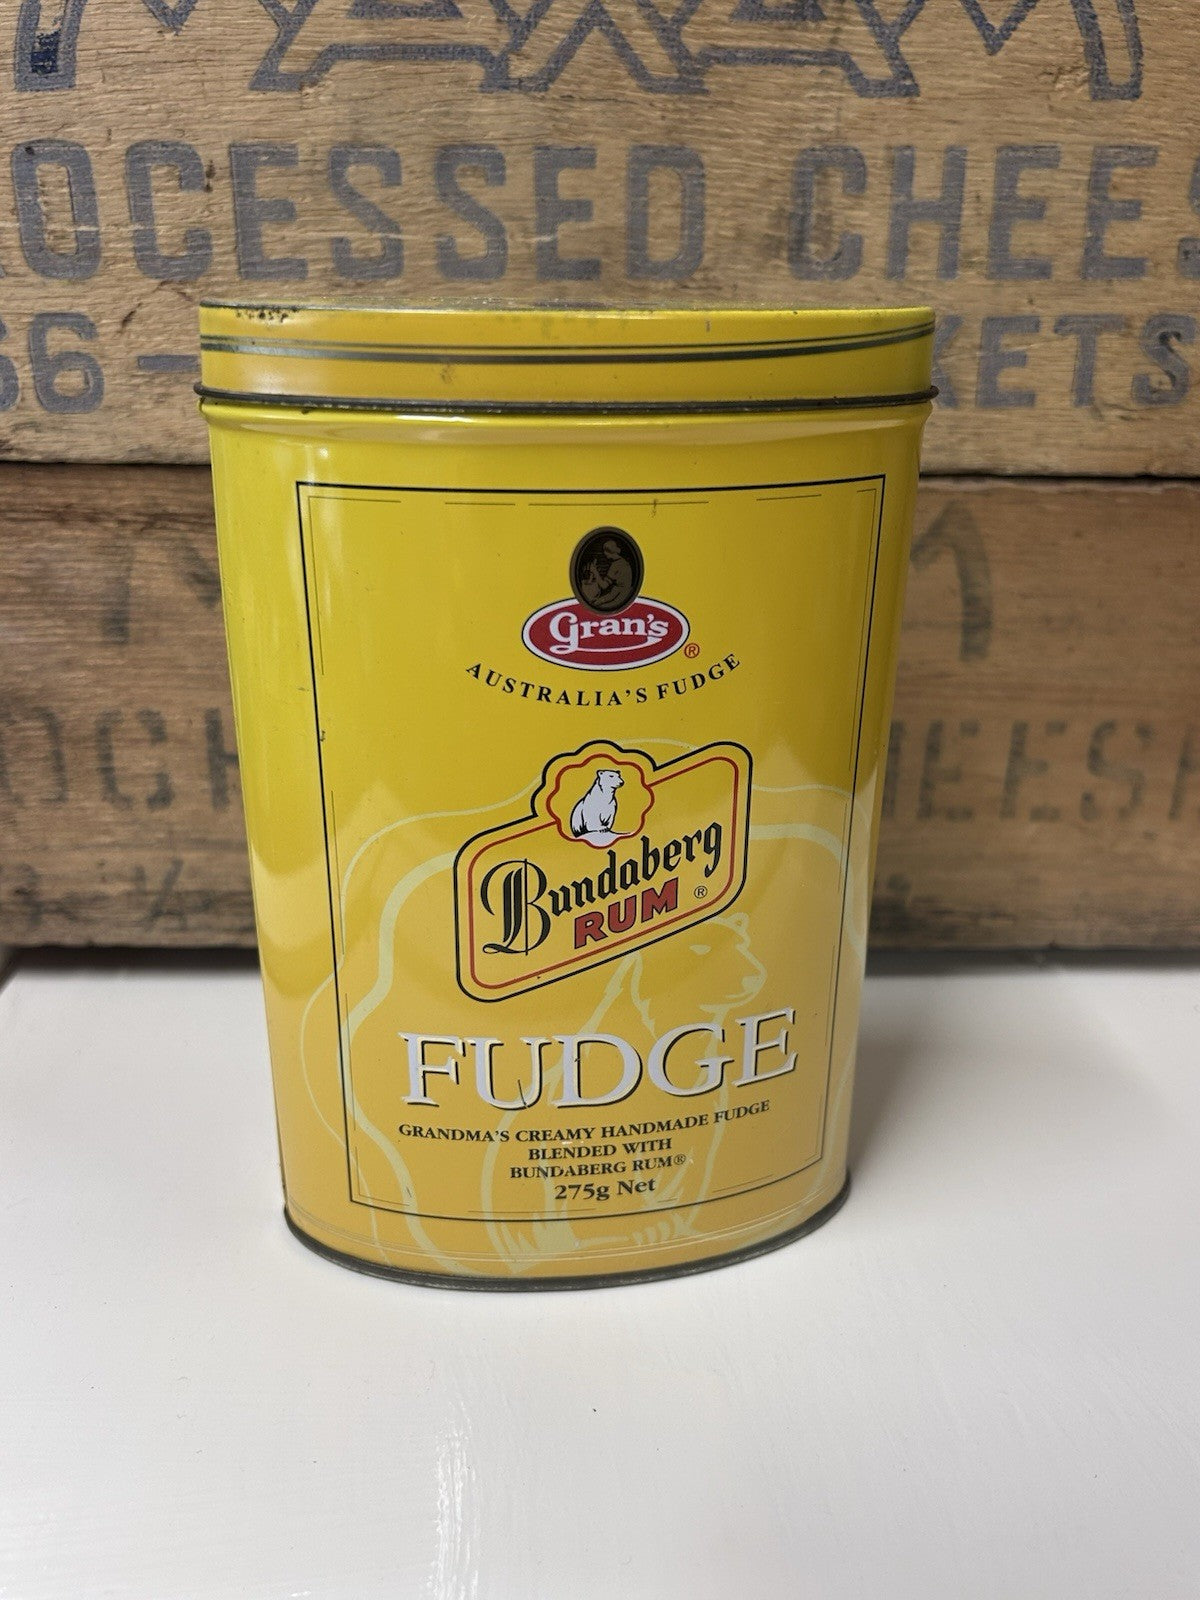 PROCESSED CHEES
66 – KETS
Gran's ®
AUSTRALIA'S FUDGE
Bundaberg
RUM ®
FUDGE
GRANDMA'S CREAMY HANDMADE FUDGE
BLENDED WITH
BUNDABERG RUM®
275g Net